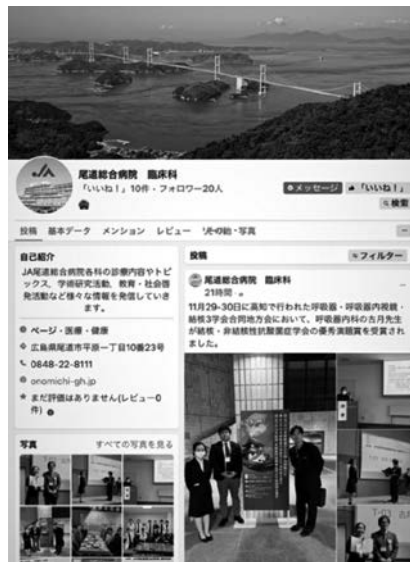 尾道総合病院 臨床科
「いいね！」10件・フォロワー20人
メッセージ
「いいね！」
検索
投稿 基本データ メンション レビュー 写真
自己紹介
JA尾道総合病院各科の診療内容やトピ
ックス、学術研究活動、教育・社会啓
発活動など様々な情報を発信していき
ます。
ページ・医療・健康
広島県尾道市平原一丁目10番23号
0848-22-8111
onomichi-gh.jp
まだ評価はありません(レビュー0
件)
写真
すべての写真を見る
投稿
フィルター
尾道総合病院 臨床科
21時間
11月29-30日に高知で行われた呼吸器・呼吸器内視鏡・
結核3学会合同地方会において、呼吸器内科の古月先生
が結核・非結核性抗酸菌症学会の優秀演題賞を受賞され
ました。